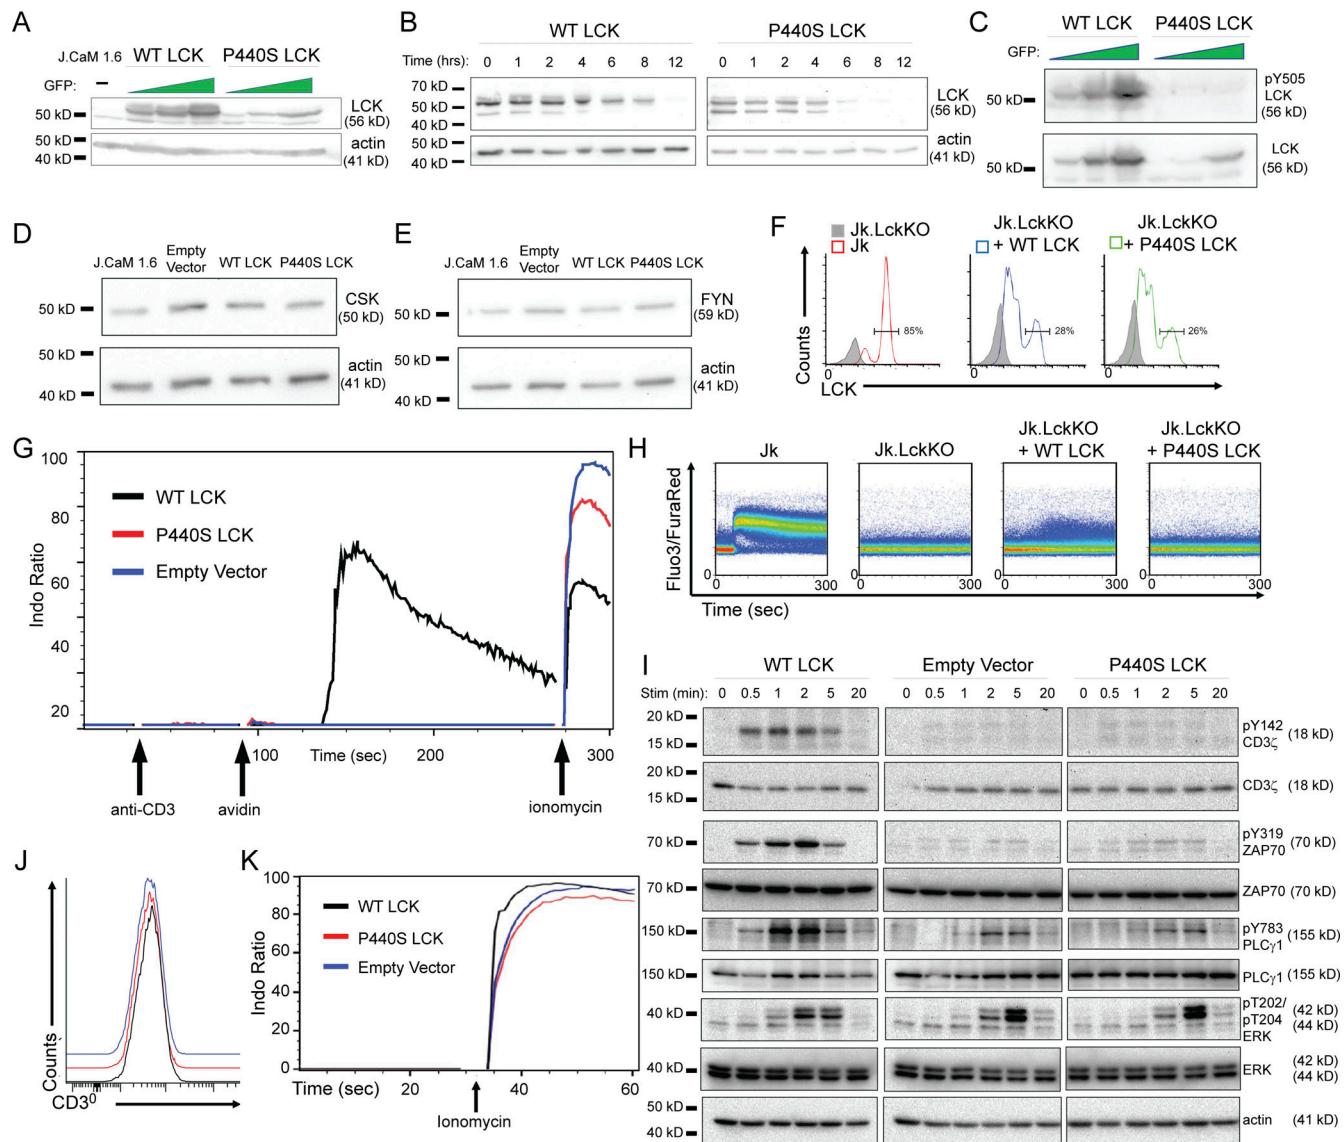 A
J.CaM 1.6 WT LCK P440S LCK
GFP: –
50 kD
LCK
(56 kD)
50 kD
40 kD
actin
(41 kD)
B
WT LCK P440S LCK
Time (hrs): 0 1 2 4 6 8 12 0 1 2 4 6 8 12
70 kD
50 kD
40 kD
LCK
(56 kD)
50 kD
40 kD
actin
(41 kD)
C
WT LCK P440S LCK
GFP:
50 kD
pY505
LCK
(56 kD)
50 kD
LCK
(56 kD)
D
J.CaM 1.6 Empty Vector WT LCK P440S LCK
50 kD
CSK
(50 kD)
50 kD
40 kD
actin
(41 kD)
E
J.CaM 1.6 Empty Vector WT LCK P440S LCK
50 kD
FYN
(59 kD)
50 kD
40 kD
actin
(41 kD)
F
Jk.LckKO
Jk
Jk.LckKO
+ WT LCK
Jk.LckKO
+ P440S LCK
Counts
85%
28%
26%
0 0 0
LCK
G
Indo Ratio
100
80
60
40
20
WT LCK
P440S LCK
Empty Vector
100 Time (sec) 200 300
anti-CD3 avidin ionomycin
H
Jk Jk.LckKO Jk.LckKO
+ WT LCK Jk.LckKO
+ P440S LCK
Fluo3/FuraRed
0
0 300 0 300 0 300 0 300
Time (sec)
I
WT LCK Empty Vector P440S LCK
Stim (min): 0 0.5 1 2 5 20 0 0.5 1 2 5 20 0 0.5 1 2 5 20
20 kD
15 kD
pY142
CD3ζ (18 kD)
20 kD
15 kD
CD3ζ (18 kD)
70 kD
pY319
ZAP70 (70 kD)
70 kD
ZAP70 (70 kD)
150 kD
pY783
PLCγ1 (155 kD)
150 kD
PLCγ1 (155 kD)
40 kD
pT202/
pT204
ERK
(42 kD)
(44 kD)
40 kD
ERK
(42 kD)
(44 kD)
50 kD
40 kD
actin (41 kD)
J
Counts
CD3 0
K
Indo Ratio
100
80
60
40
20
0
WT LCK
P440S LCK
Empty Vector
Time (sec) 20 40 60
Ionomycin